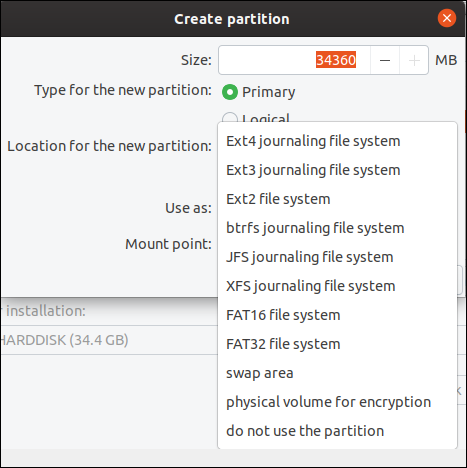 Create partition
Size: 34360 MB
Type for the new partition: Primary
Logical
Location for the new partition:
Use as:
Mount point:
Ext4 journaling file system
Ext3 journaling file system
Ext2 file system
btrfs journaling file system
JFS journaling file system
XFS journaling file system
FAT16 file system
FAT32 file system
swap area
physical volume for encryption
do not use the partition
installation:
HARDDISK (34.4 GB)